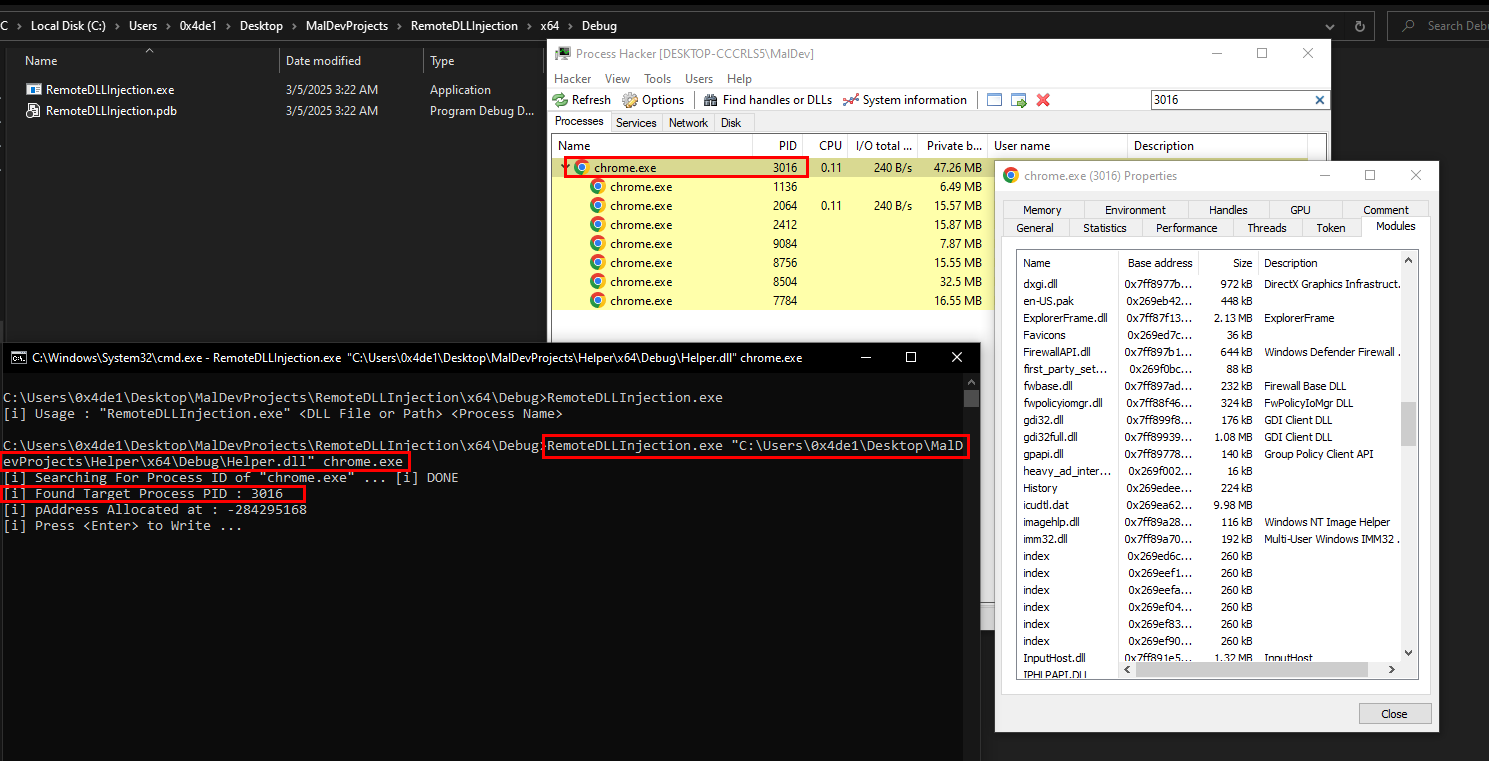 C > Local Disk (C:) > Users > 0x4de1 > Desktop > MalDevProjects > RemoteDLLInjection > x64 > Debug
Search Deb
Name Date modified Type
RemoteDLLInjection.exe 3/5/2025 3:22 AM Application
RemoteDLLInjection.pdb 3/5/2025 3:22 AM Program Debug D...
Process Hacker [DESKTOP-CCCRLS5\MalDev]
Hacker View Tools Users Help
Refresh Options Find handles or DLLs System information 3016
Processes Services Network Disk
Name PID CPU I/O total ... Private b... User name Description
chrome.exe 3016 0.11 240 B/s 47.26 MB
chrome.exe 1136 6.49 MB
chrome.exe 2064 0.11 240 B/s 15.57 MB
chrome.exe 2412 15.87 MB
chrome.exe 9084 7.87 MB
chrome.exe 8756 15.55 MB
chrome.exe 8504 32.5 MB
chrome.exe 7784 16.55 MB
chrome.exe (3016) Properties
Memory Environment Handles GPU Comment
General Statistics Performance Threads Token Modules
Name Base address Size Description
dxgi.dll 0x7ff8977b... 972 kB DirectX Graphics Infrastruct.
en-US.pak 0x269eb42... 448 kB
ExplorerFrame.dll 0x7ff87f13... 2.13 MB ExplorerFrame
Favicons 0x269ed7c... 36 kB
FirewallAPI.dll 0x7ff897b1... 644 kB Windows Defender Firewall .
first_party_set... 0x269f0bc... 88 kB
fwbase.dll 0x7ff897ad... 232 kB Firewall Base DLL
fwpolicyiomgr.dll 0x7ff88f46... 324 kB FwPolicyIoMgr DLL
gdi32.dll 0x7ff899f8... 176 kB GDI Client DLL
gdi32full.dll 0x7ff89939... 1.08 MB GDI Client DLL
gpapi.dll 0x7ff89778... 140 kB Group Policy Client API
heavy_ad_inter... 0x269f002... 16 kB
History 0x269edee... 224 kB
icudtl.dat 0x269ea62... 9.98 MB
imagehlp.dll 0x7ff89a28... 116 kB Windows NT Image Helper
imm32.dll 0x7ff89a70... 192 kB Multi-User Windows IMM32 .
index 0x269ed6c... 260 kB
index 0x269eef1... 260 kB
index 0x269eefa... 260 kB
index 0x269ef04... 260 kB
index 0x269ef83... 260 kB
index 0x269ef90... 260 kB
InputHost.dll 0x7ff891e5... 1.32 MB InputHost
IPHLPAPI.DLL
Close
C:\Windows\System32\cmd.exe - RemoteDLLInjection.exe "C:\Users\0x4de1\Desktop\MalDevProjects\Helper\x64\Debug\Helper.dll" chrome.exe
C:\Users\0x4de1\Desktop\MalDevProjects\RemoteDLLInjection\x64\Debug>RemoteDLLInjection.exe
[i] Usage : "RemoteDLLInjection.exe" <DLL File or Path> <Process Name>
C:\Users\0x4de1\Desktop\MalDevProjects\RemoteDLLInjection\x64\Debug>RemoteDLLInjection.exe "C:\Users\0x4de1\Desktop\MalD
evProjects\Helper\x64\Debug\Helper.dll" chrome.exe
[i] Searching For Process ID of "chrome.exe" ... [i] DONE
[i] Found Target Process PID : 3016
[i] pAddress Allocated at : -284295168
[i] Press <Enter> to Write ...